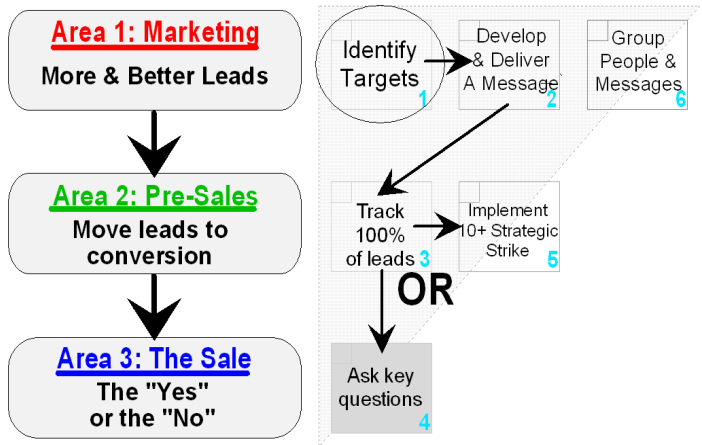 Area 1: Marketing
More & Better Leads
Area 2: Pre-Sales
Move leads to
conversion
Area 3: The Sale
The "Yes"
or the "No"
Identify
Targets
1
Develop
& Deliver
A Message
2
Group
People &
Messages
6
Track
100%
of leads 3
Implement
10+ Strategic
Strike
5
OR
Ask key
questions
4